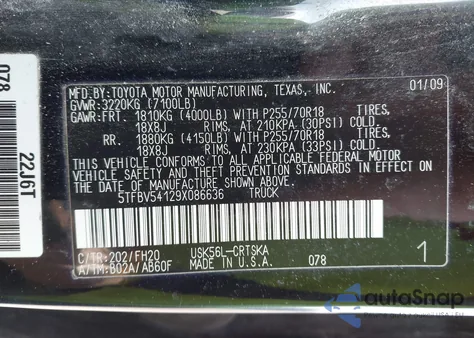 078
22J6T
MFD.BY: TOYOTA MOTOR MANUFACTURING, TEXAS, INC. 01/09
GVWR: 3220KG (7100LB)
GAWR: FRT. 1810KG (4000LB) WITH P255/70R18 TIRES,
18X8J RIMS, AT 210KPA (30PSI) COLD.
RR. 1880KG (4150LB) WITH P255/70R18 TIRES,
18X8J RIMS, AT 230KPA (33PSI) COLD.
THIS VEHICLE CONFORMS TO ALL APPLICABLE FEDERAL MOTOR
VEHICLE SAFETY STANDARDS IN EFFECT ON THE DATE OF
MANUFACTURE SHOWN ABOVE.
5TFBV54129X086636 TRUCK
C/TR: 202/FH20 USK56L-CRTSKA
A/TM: B02A/AB60F MADE IN U.S.A. 078 1
autoSnap